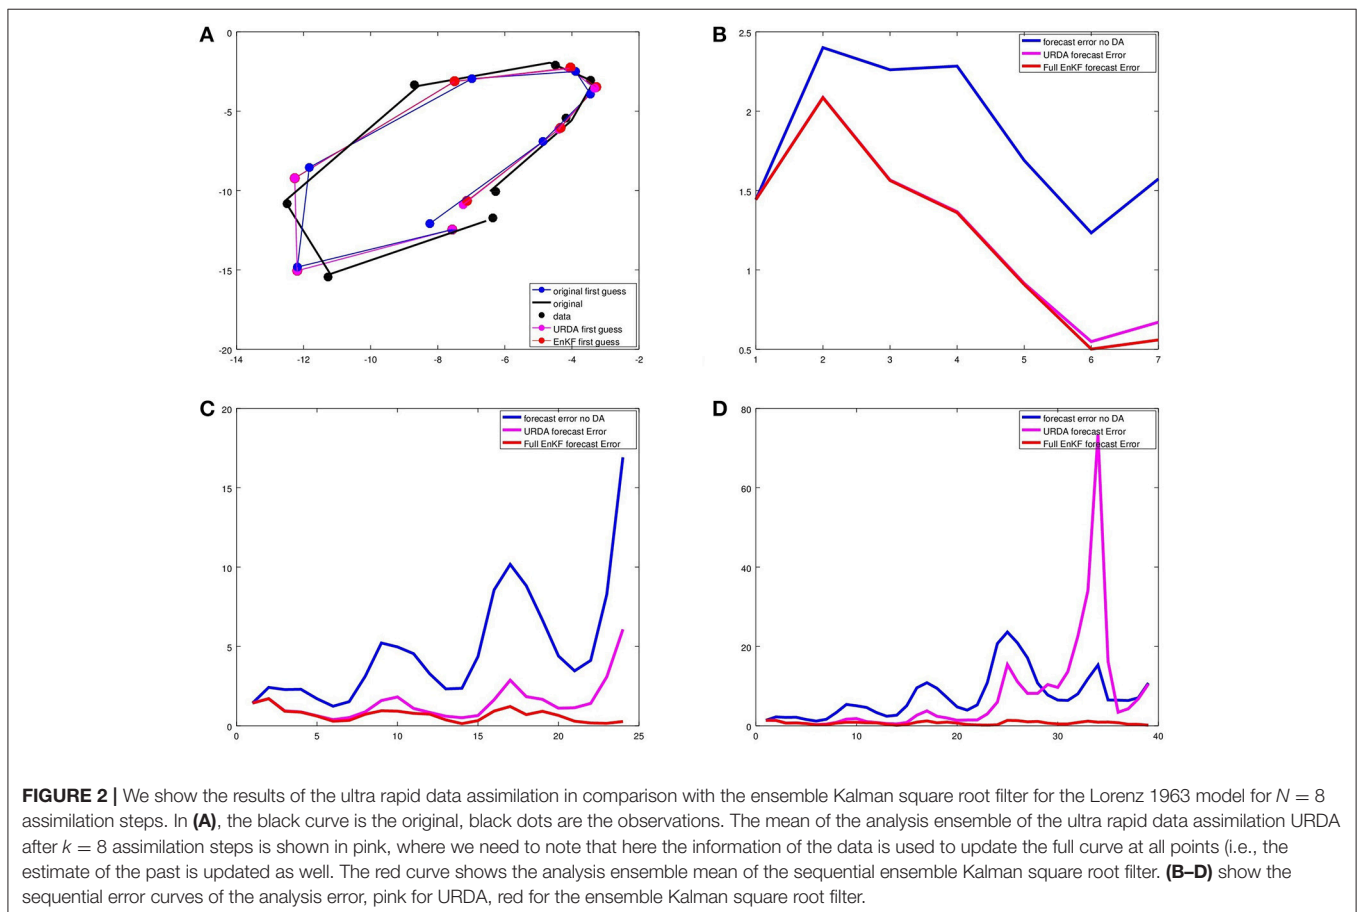 A
0
-5
-10
-15
-20
-14
-12
-10
-8
-6
-4
-2
original first guess
original
data
URDA first guess
EnKF first guess
B
2.5
2
1.5
1
0.5
1
2
3
4
5
6
7
forecast error no DA
URDA forecast Error
Full EnKF forecast Error
C
20
15
10
5
0
0
5
10
15
20
25
forecast error no DA
URDA forecast Error
Full EnKF forecast Error
D
80
60
40
20
0
0
10
20
30
40
forecast error no DA
URDA forecast Error
Full EnKF forecast Error
FIGURE 2 | We show the results of the ultra rapid data assimilation in comparison with the ensemble Kalman square root filter for the Lorenz 1963 model for N = 8
assimilation steps. In (A), the black curve is the original, black dots are the observations. The mean of the analysis ensemble of the ultra rapid data assimilation URDA
after k = 8 assimilation steps is shown in pink, where we need to note that here the information of the data is used to update the full curve at all points (i.e., the
estimate of the past is updated as well. The red curve shows the analysis ensemble mean of the sequential ensemble Kalman square root filter. (B–D) show the
sequential error curves of the analysis error, pink for URDA, red for the ensemble Kalman square root filter.